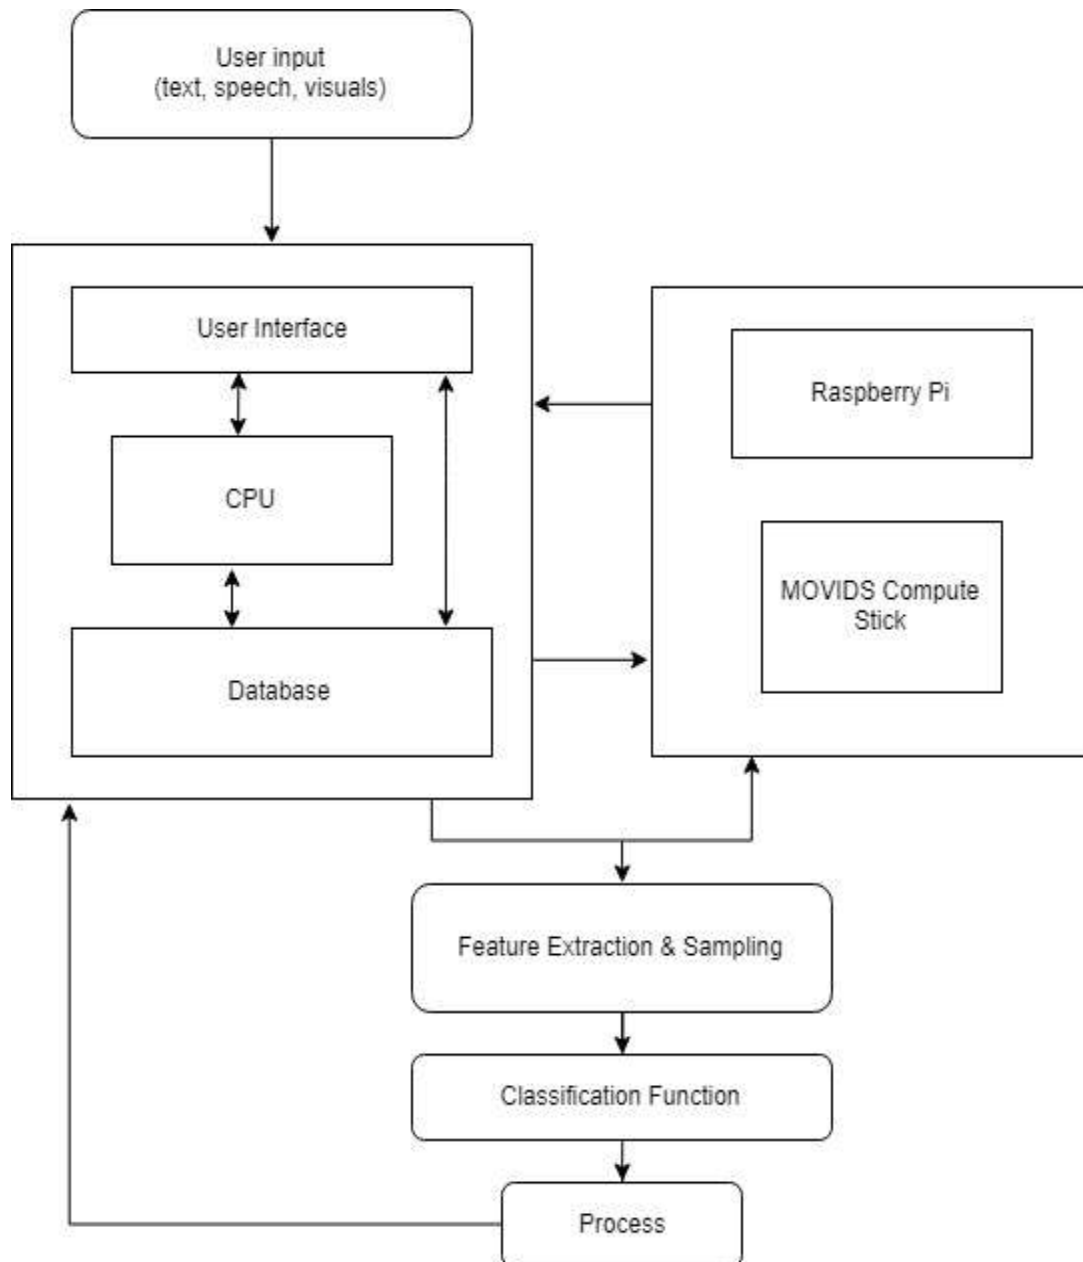 User input
(text, speech, visuals)
User Interface
Raspberry Pi
CPU
MOVIDS Compute
Stick
Database
Feature Extraction & Sampling
Classification Function
Process